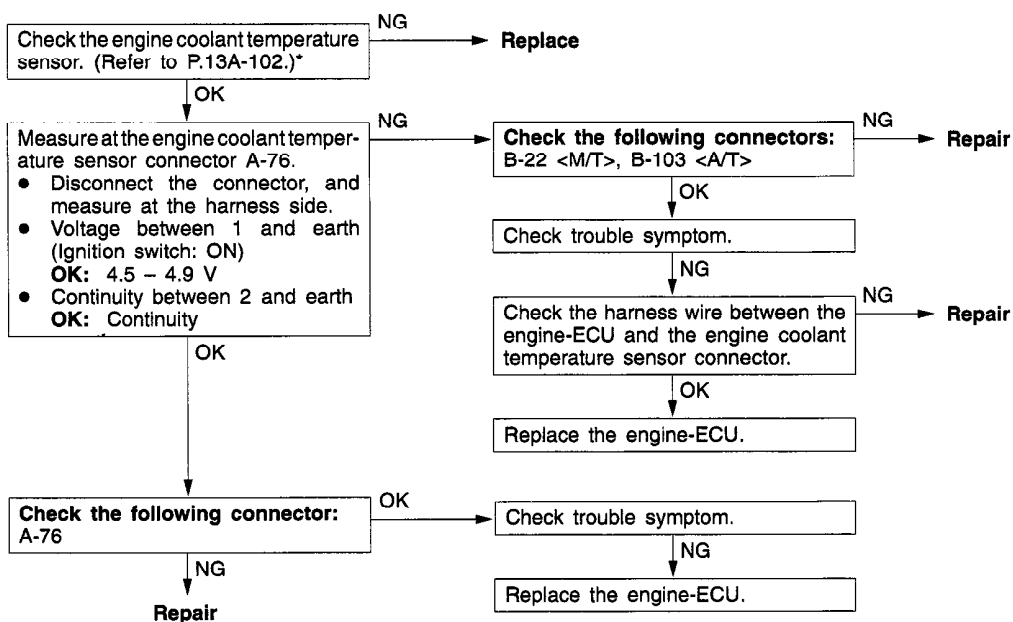 Check the engine coolant temperature
sensor. (Refer to P.13A-102.)*
NG
Replace
OK
Measure at the engine coolant temper-
ature sensor connector A-76.
● Disconnect the connector, and
measure at the harness side.
● Voltage between 1 and earth
(Ignition switch: ON)
OK: 4.5 – 4.9 V
● Continuity between 2 and earth
OK: Continuity
NG
Check the following connectors:
B-22 <M/T>, B-103 <A/T>
NG
Repair
OK
Check trouble symptom.
NG
Check the harness wire between the
engine-ECU and the engine coolant
temperature sensor connector.
NG
Repair
OK
Replace the engine-ECU.
OK
Check the following connector:
A-76
OK
Check trouble symptom.
NG
Replace the engine-ECU.
NG
Repair